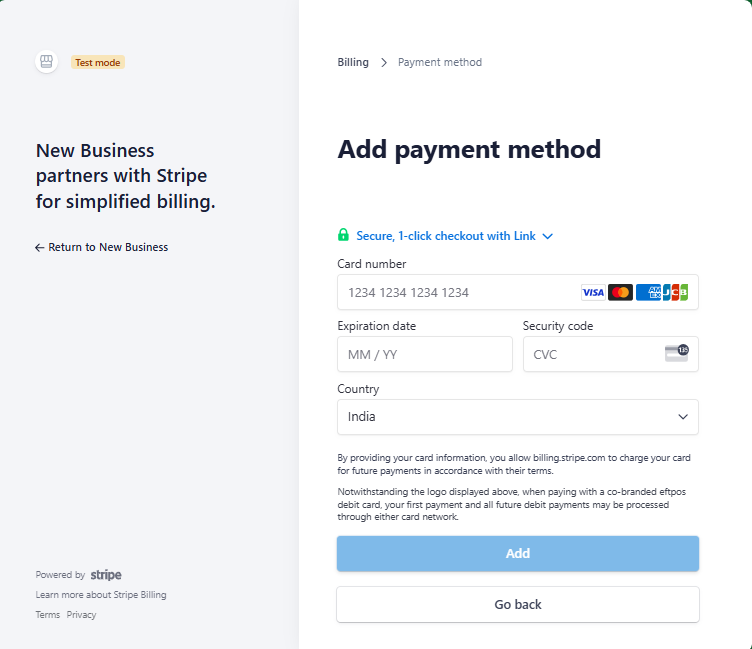 Test mode
New Business
partners with Stripe
for simplified billing.
← Return to New Business
Powered by stripe
Learn more about Stripe Billing
Terms Privacy
Billing > Payment method
Add payment method
Secure, 1-click checkout with Link
Card number
1234 1234 1234 1234 VISA AMEX JCB
Expiration date Security code
MM / YY CVC 135
Country
India
By providing your card information, you allow billing.stripe.com to charge your card
for future payments in accordance with their terms.
Notwithstanding the logo displayed above, when paying with a co-branded eftpos
debit card, your first payment and all future debit payments may be processed
through either card network.
Add
Go back